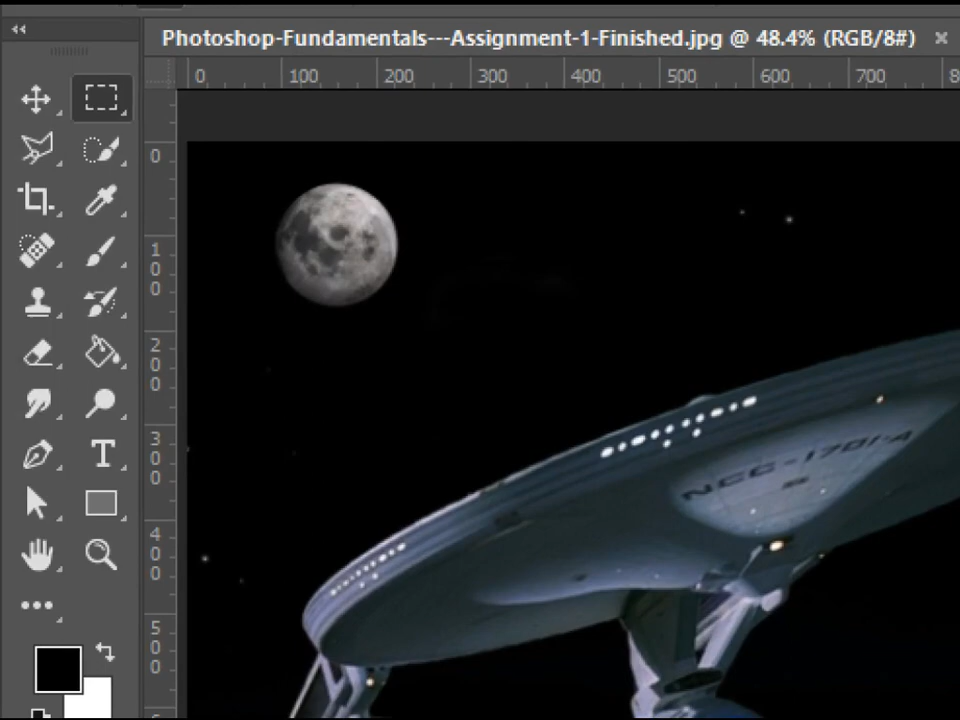 Photoshop-Fundamentals---Assignment-1-Finished.jpg @ 48.4% (RGB/8#) ×
0 100 200 300 400 500 600 700 8
0
100
200
300
400
500
T
NCC-1701-A